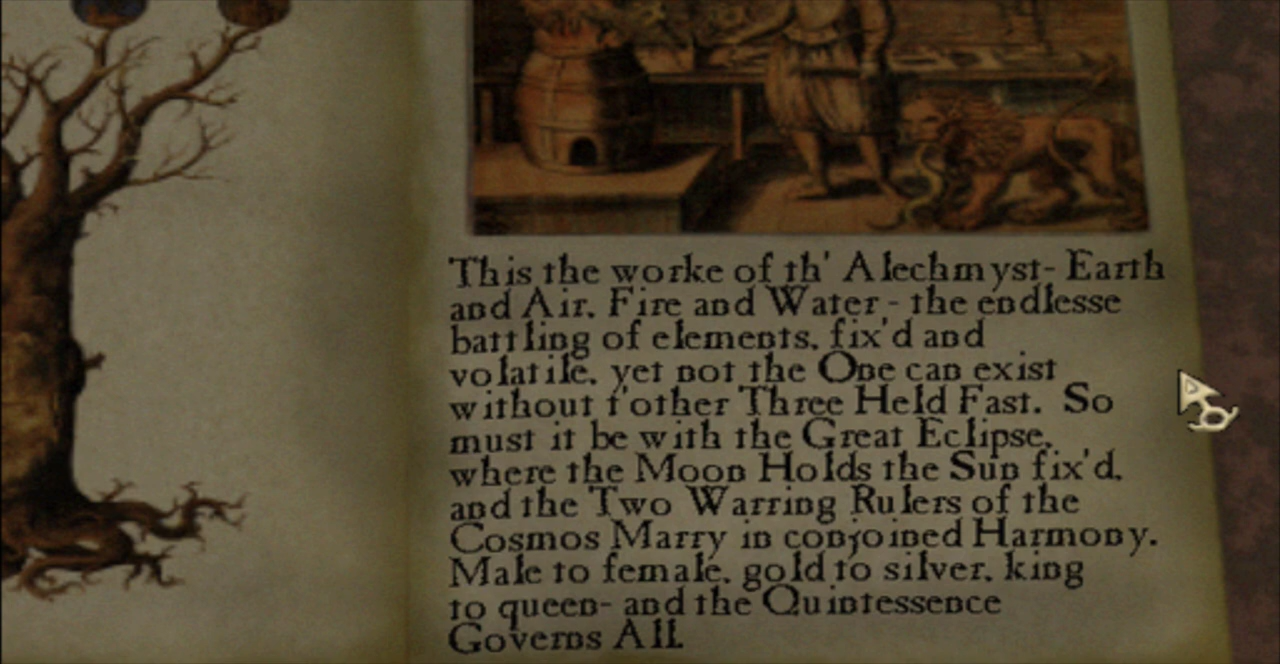 This the worke of th' Alechmyst- Earth
and Air, Fire and Water - the endlesse
battling of elements, fix'd and
volatile, yet not the One can exist
without t'other Three Held Fast. So
must it be with the Great Eclipse,
where the Moon Holds the Sun fix'd,
and the Two Warring Rulers of the
Cosmos Marry in conjoined Harmony.
Male to female, gold to silver, king
to queen- and the Quintessence
Governs All.